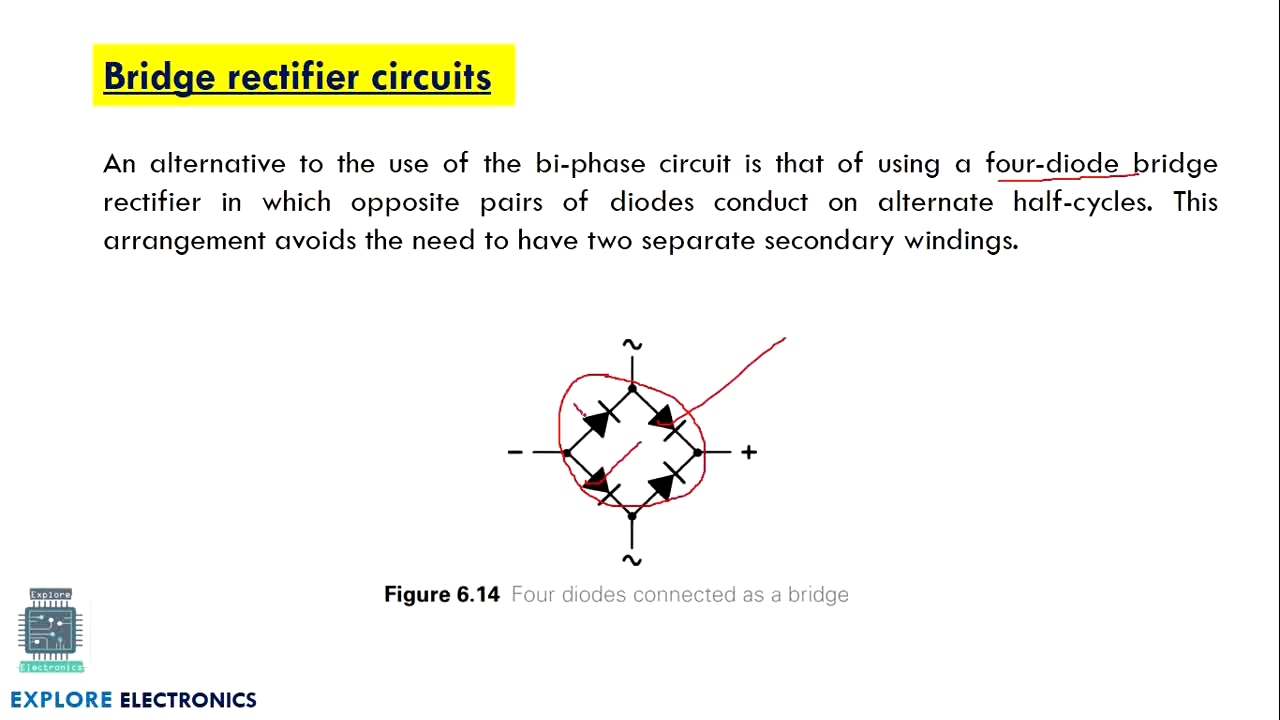 Bridge rectifier circuits
An alternative to the use of the bi-phase circuit is that of using a four-diode bridge
rectifier in which opposite pairs of diodes conduct on alternate half-cycles. This
arrangement avoids the need to have two separate secondary windings.
~
− +
~
Figure 6.14 Four diodes connected as a bridge
Explore
Electronics
EXPLORE ELECTRONICS